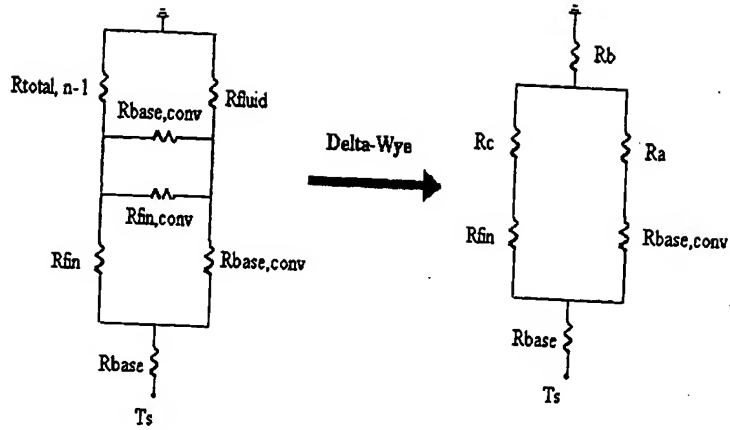 Rtotal, n-1
Rfluid
Rbase,conv
Rfin,conv
Rfin
Rbase,conv
Rbase
Ts
Delta-Wye
Rb
Rc
Ra
Rfin
Rbase,conv
Rbase
Ts